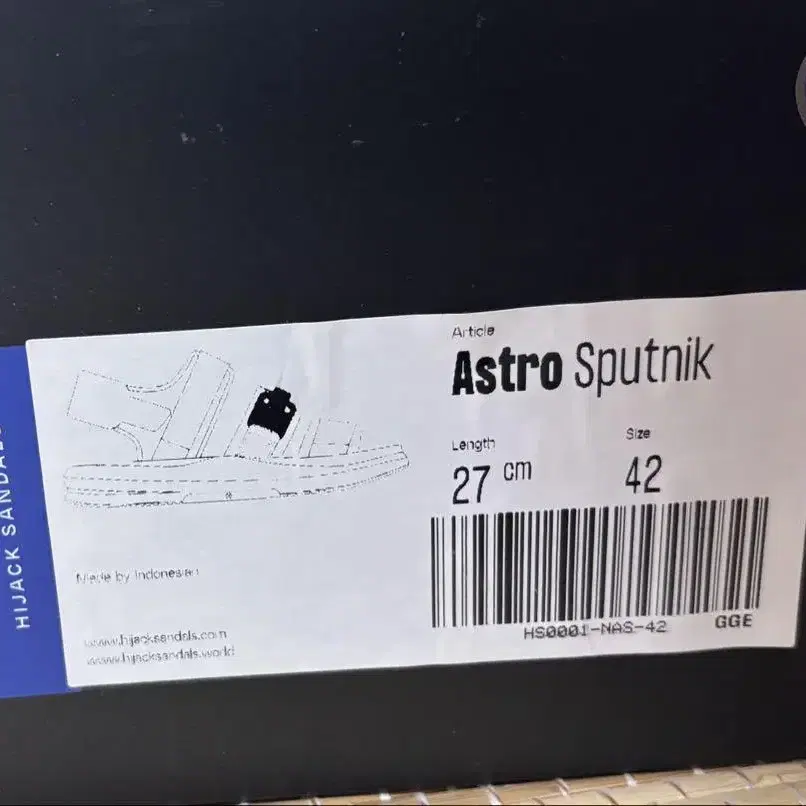 HIJACK SANDALS
Article
Astro Sputnik
Length
27 cm
Size
42
Made by Indonesian
www.hijacksandals.com
www.hijacksandals.world
HS0001-NAS-42
GGE